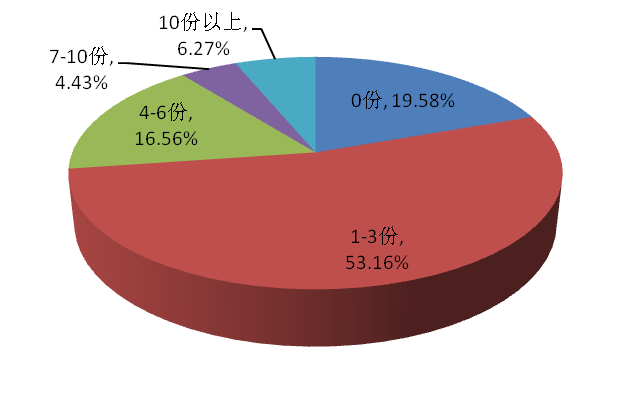 10份以上,
6.27%
7-10份,
4.43%
4-6份,
16.56%
0份, 19.58%
1-3份,
53.16%